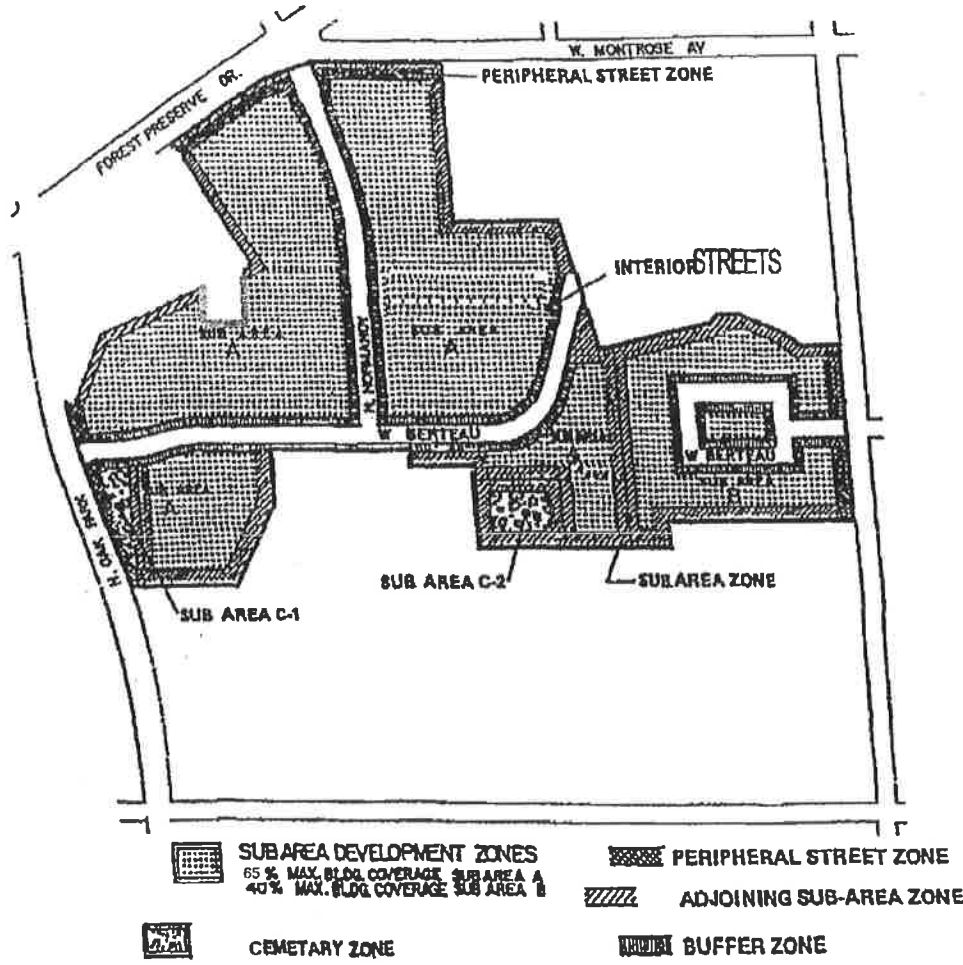 W. MONTROSE AV
PERIPHERAL STREET ZONE
FOREST PRESERVE DR.
INTERIOR STREETS
SUB AREA
A
SUB AREA
A
N. NORMANDY
W BERTEAU
W BERTEAU
SUB AREA
B
AREA
A
N. OAK PARK
SUB AREA C-2
SUB AREA ZONE
SUB AREA C-1
SUB AREA DEVELOPMENT ZONES
65 % MAX. BLDG. COVERAGE SUB AREA A
40 % MAX. BLDG. COVERAGE SUB AREA B
CEMETARY ZONE
PERIPHERAL STREET ZONE
ADJOINING SUB-AREA ZONE
BUFFER ZONE